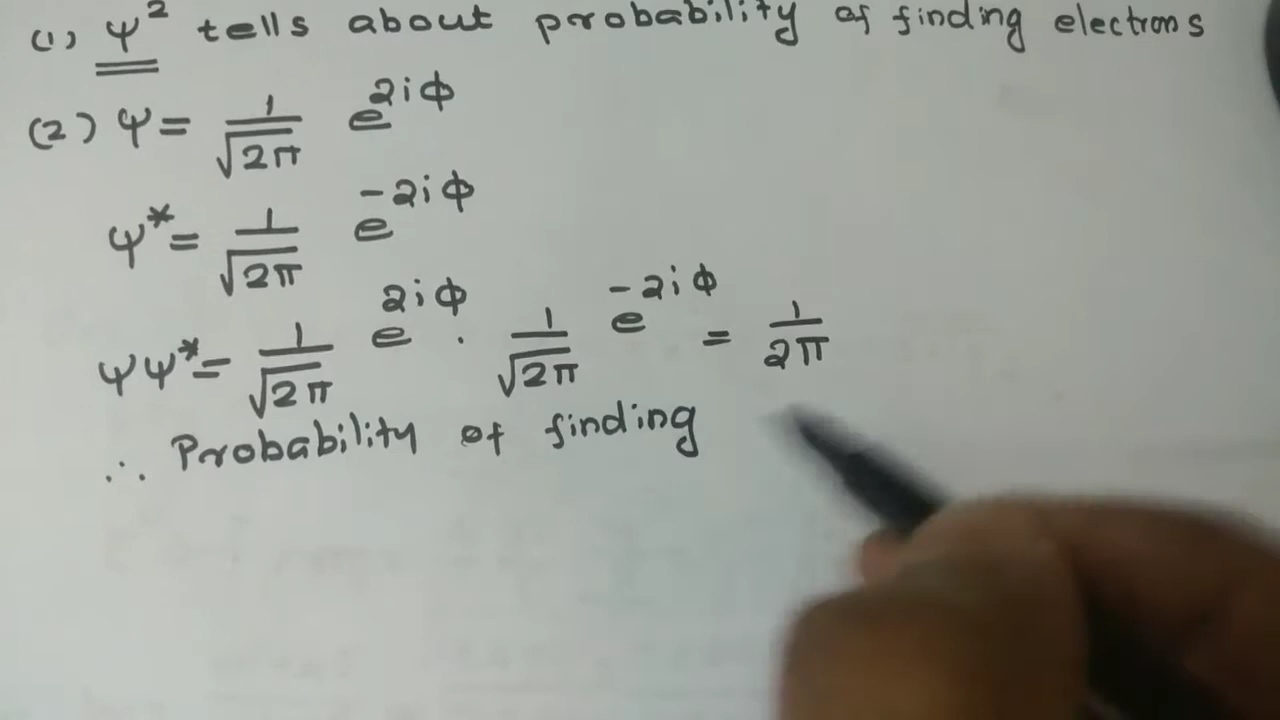 (1) ψ² tells about probability of finding electrons
(2) ψ = 1/√2π e^2iϕ
ψ* = 1/√2π e^-2iϕ
ψψ* = 1/√2π e^2iϕ . 1/√2π e^-2iϕ = 1/2π
∴ Probability of finding